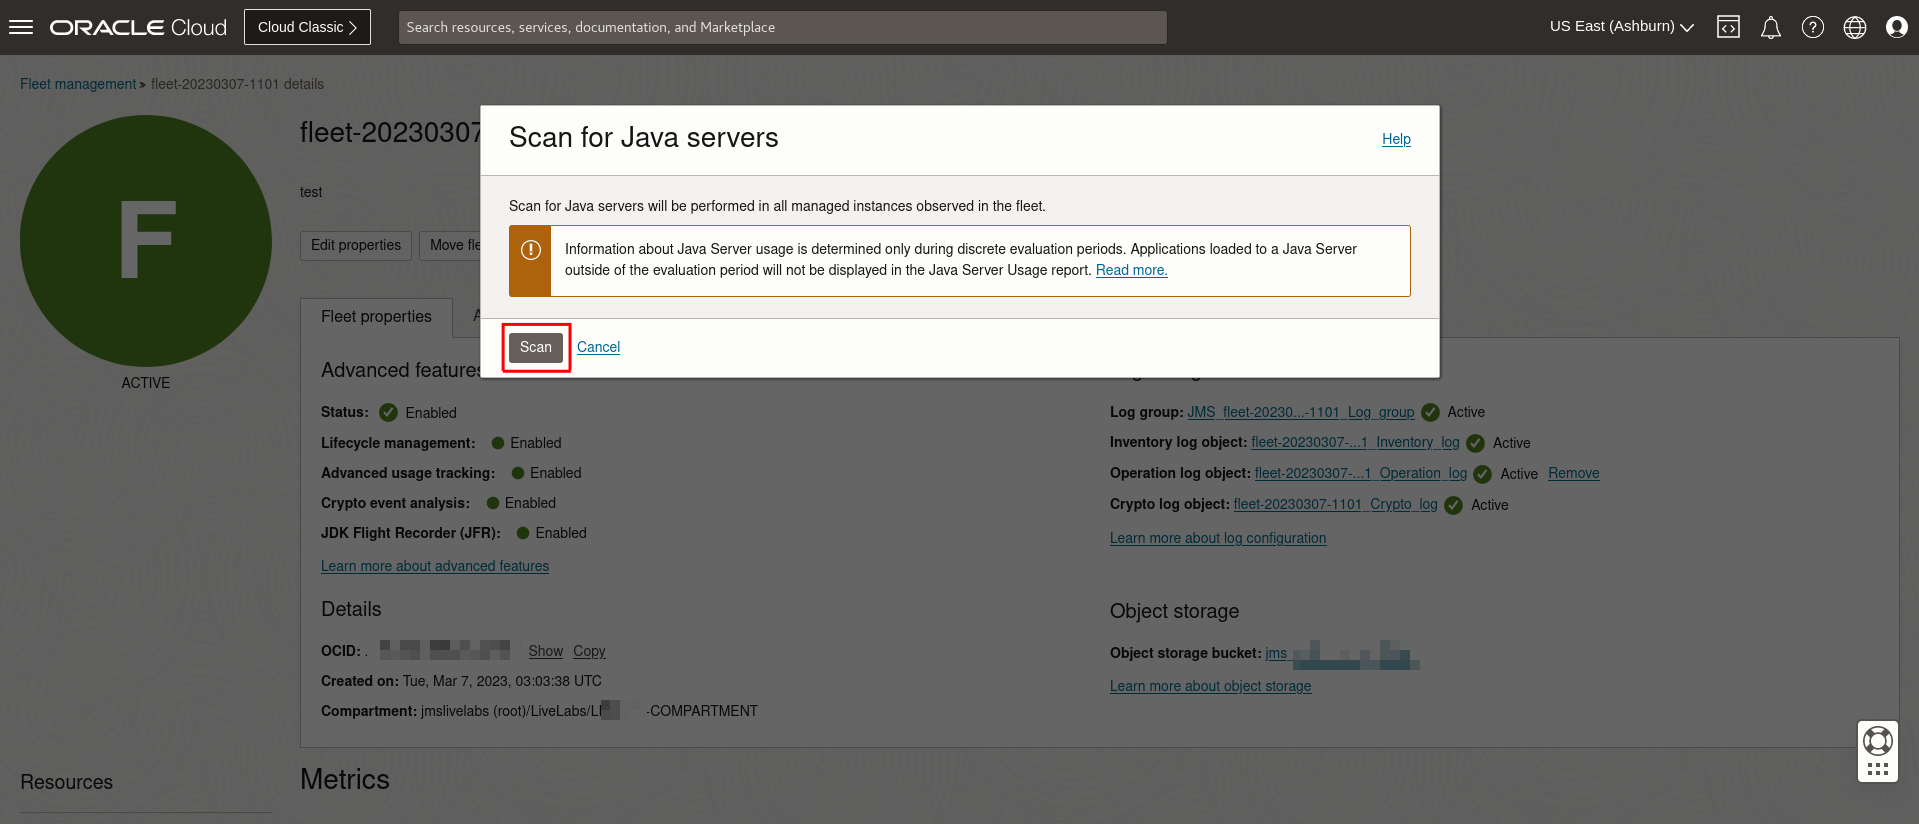 ORACLE Cloud
Cloud Classic
Search resources, services, documentation, and Marketplace
US East (Ashburn)
Fleet management » fleet-20230307-1101 details
F
ACTIVE
fleet-20230307
test
Edit properties
Move fle
Scan for Java servers
Help
Scan for Java servers will be performed in all managed instances observed in the fleet.
Information about Java Server usage is determined only during discrete evaluation periods. Applications loaded to a Java Server
outside of the evaluation period will not be displayed in the Java Server Usage report. Read more.
Scan
Cancel
Fleet properties
Advanced features
Status: Enabled
Lifecycle management: Enabled
Advanced usage tracking: Enabled
Crypto event analysis: Enabled
JDK Flight Recorder (JFR): Enabled
Learn more about advanced features
Log group: JMS_fleet-20230...-1101_Log_group Active
Inventory log object: fleet-20230307-...1_Inventory_log Active
Operation log object: fleet-20230307-...1_Operation_log Active Remove
Crypto log object: fleet-20230307-1101_Crypto_log Active
Learn more about log configuration
Details
OCID: . Show Copy
Created on: Tue, Mar 7, 2023, 03:03:38 UTC
Compartment: jmslivelabs (root)/LiveLabs/LI -COMPARTMENT
Object storage
Object storage bucket: jms
Learn more about object storage
Resources
Metrics